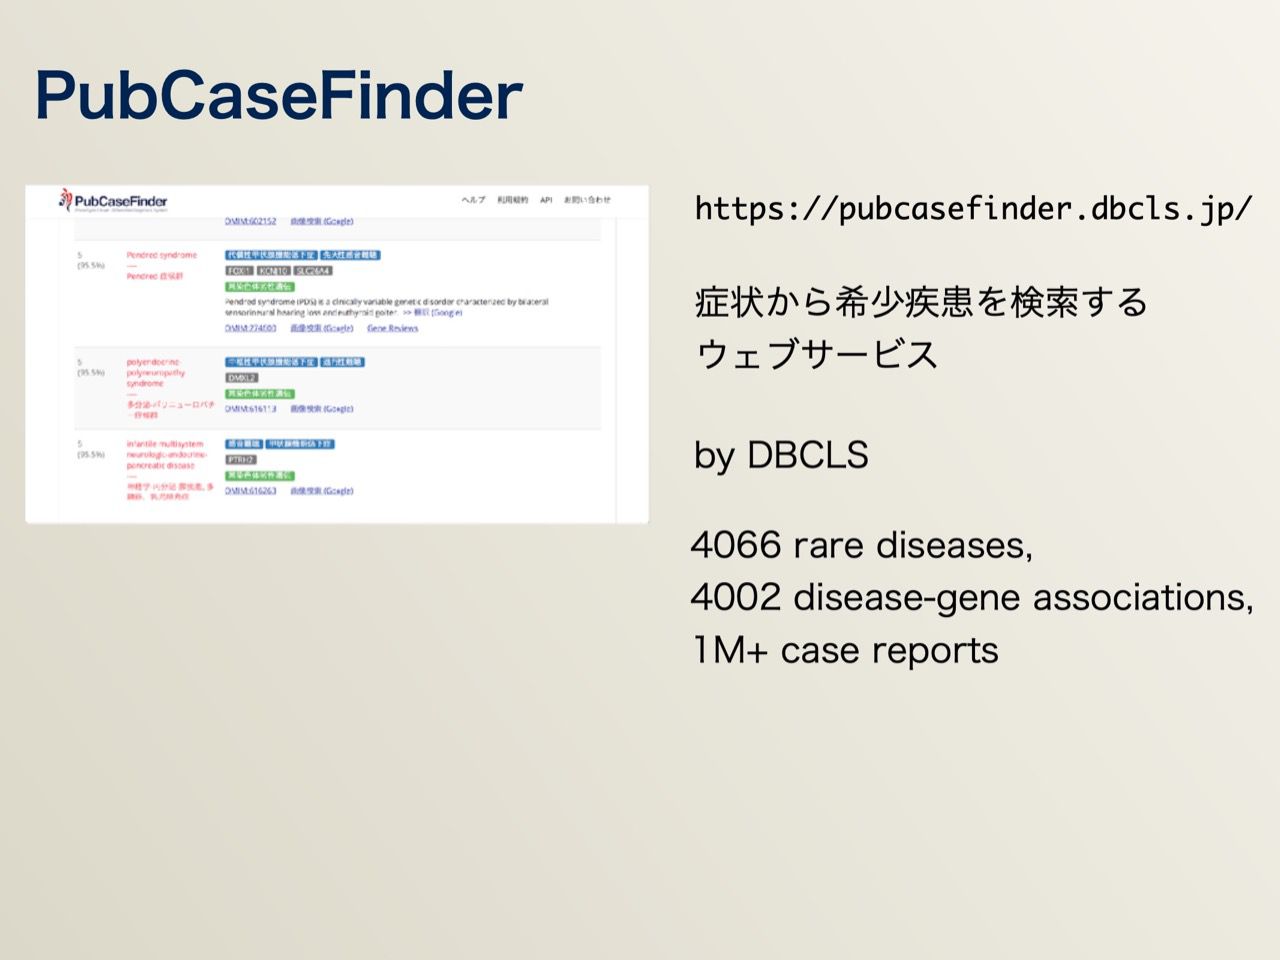 PubCaseFinder
PubCaseFinder
ヘルプ 利用規約 API お問い合わせ
OMIM:602152 画像検索 (Google)
5
(95.5%)
Pendred syndrome
----
Pendred 症候群
代償性甲状腺機能低下症 先天性感音難聴
FOXI1 KCNJ10 SLC26A4
常染色体劣性遺伝
Pendred syndrome (PDS) is a clinically variable genetic disorder characterized by bilateral
sensorineural hearing loss and euthyroid goiter. >> 翻訳 (Google)
OMIM:274600 画像検索 (Google) Gene Reviews
5
(95.5%)
polyendocrine-
polyneuropathy
syndrome
----
多分泌-ポリニューロパチ
ー症候群
中枢性甲状腺機能低下症 進行性難聴
DMXL2
常染色体劣性遺伝
OMIM:616113 画像検索 (Google)
5
(95.5%)
infantile multisystem
neurologic-endocrine-
pancreatic disease
----
感音難聴 甲状腺機能低下症
PTRH2
常染色体劣性遺伝
OMIM:616263 画像検索 (Google)
https://pubcasefinder.dbcls.jp/
症状から希少疾患を検索する
ウェブサービス
by DBCLS
4066 rare diseases,
4002 disease-gene associations,
1M+ case reports